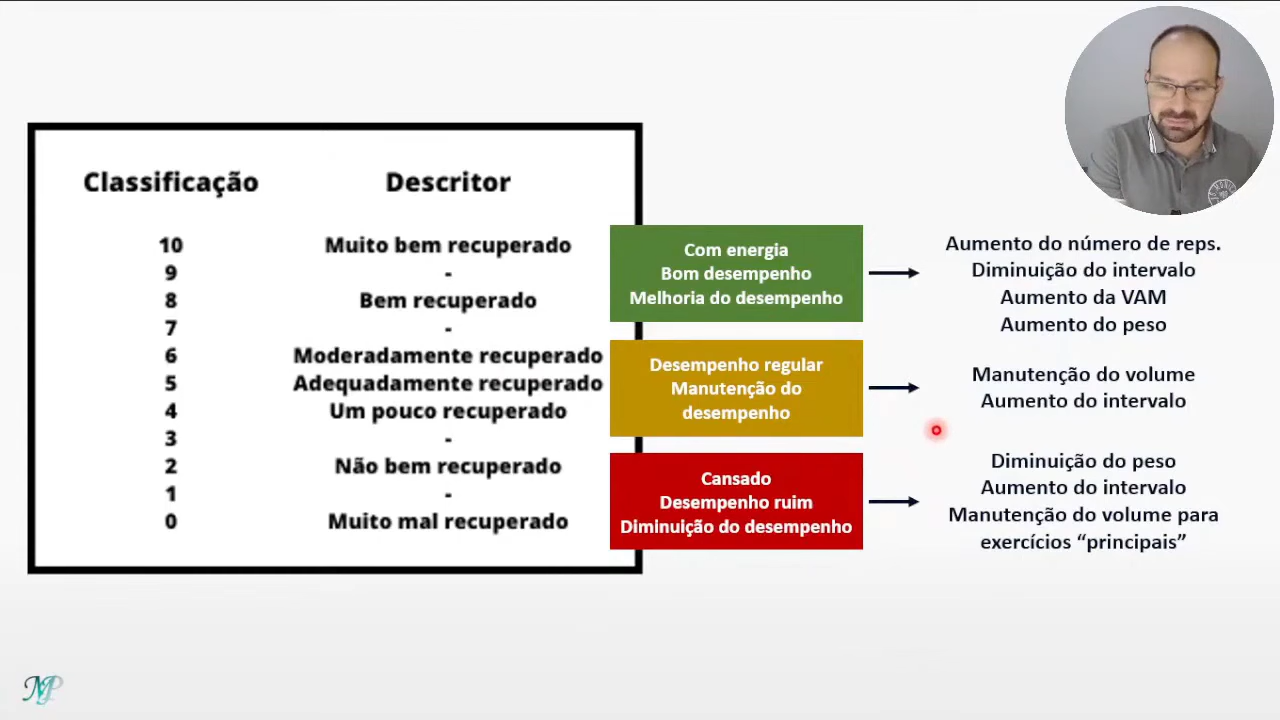 Classificação Descritor
10 Muito bem recuperado
9 -
8 Bem recuperado
7 -
6 Moderadamente recuperado
5 Adequadamente recuperado
4 Um pouco recuperado
3 -
2 Não bem recuperado
1 -
0 Muito mal recuperado
Com energia
Bom desempenho
Melhoria do desempenho
Aumento do número de reps.
Diminuição do intervalo
Aumento da VAM
Aumento do peso
Desempenho regular
Manutenção do
desempenho
Manutenção do volume
Aumento do intervalo
Cansado
Desempenho ruim
Diminuição do desempenho
Diminuição do peso
Aumento do intervalo
Manutenção do volume para
exercícios “principais”
MP